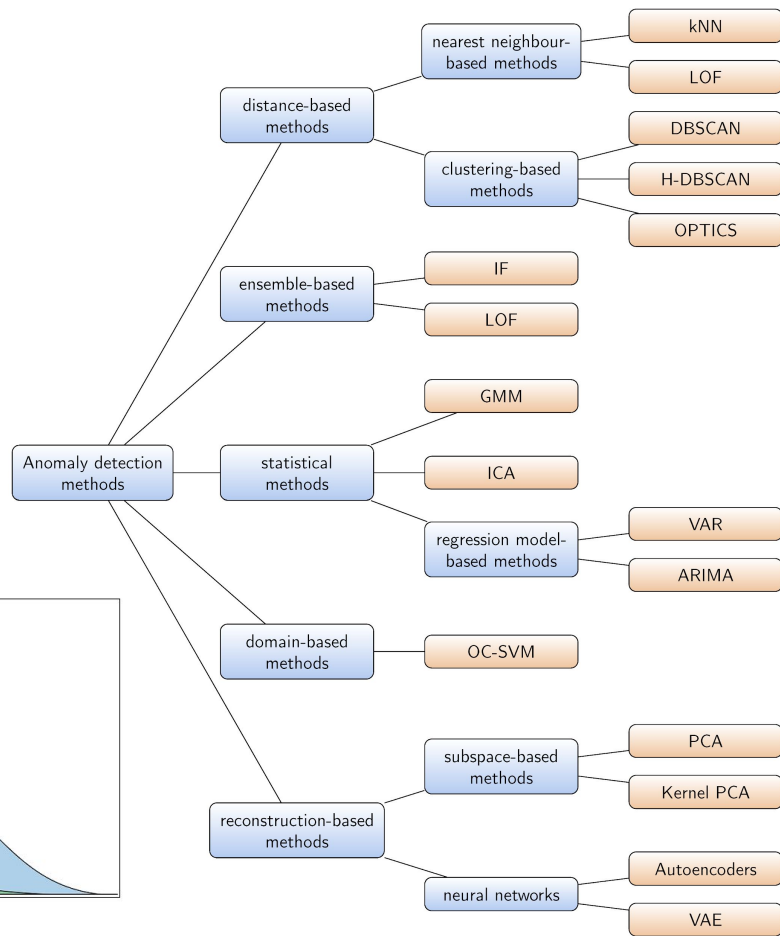 kNN
nearest neighbour-
based methods
LOF
distance-based
methods
DBSCAN
clustering-based
methods
H-DBSCAN
OPTICS
ensemble-based
methods
IF
LOF
GMM
Anomaly detection
methods
statistical
methods
ICA
regression model-
based methods
VAR
ARIMA
domain-based
methods
OC-SVM
subspace-based
methods
PCA
Kernel PCA
reconstruction-based
methods
neural networks
Autoencoders
VAE